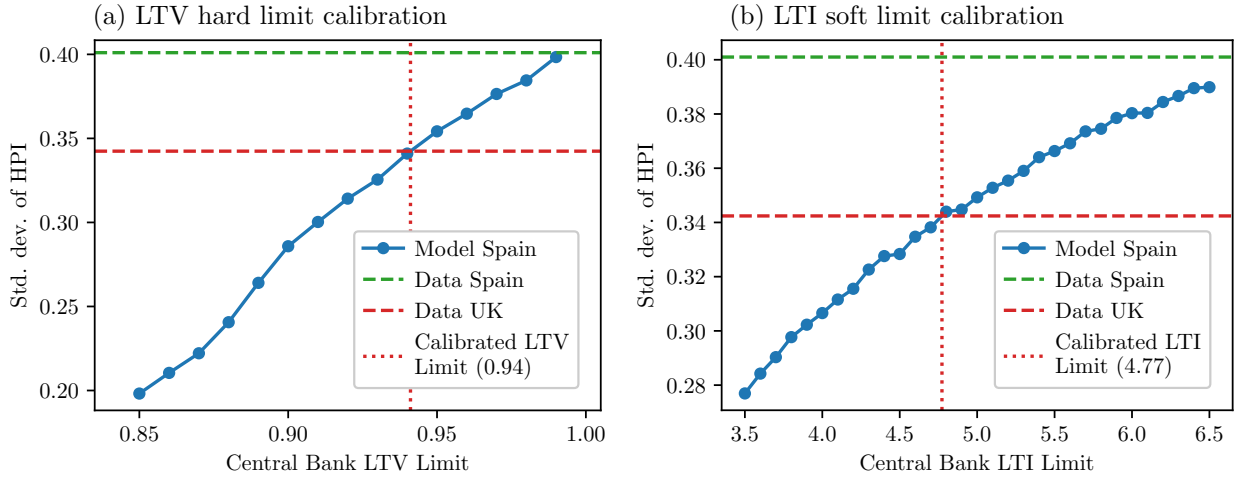 (a) LTV hard limit calibration
Std. dev. of HPI
0.40
0.35
0.30
0.25
0.20
0.85 0.90 0.95 1.00
Central Bank LTV Limit
Model Spain
Data Spain
Data UK
Calibrated LTV
Limit (0.94)
(b) LTI soft limit calibration
Std. dev. of HPI
0.40
0.38
0.36
0.34
0.32
0.30
0.28
3.5 4.0 4.5 5.0 5.5 6.0 6.5
Central Bank LTI Limit
Model Spain
Data Spain
Data UK
Calibrated LTI
Limit (4.77)